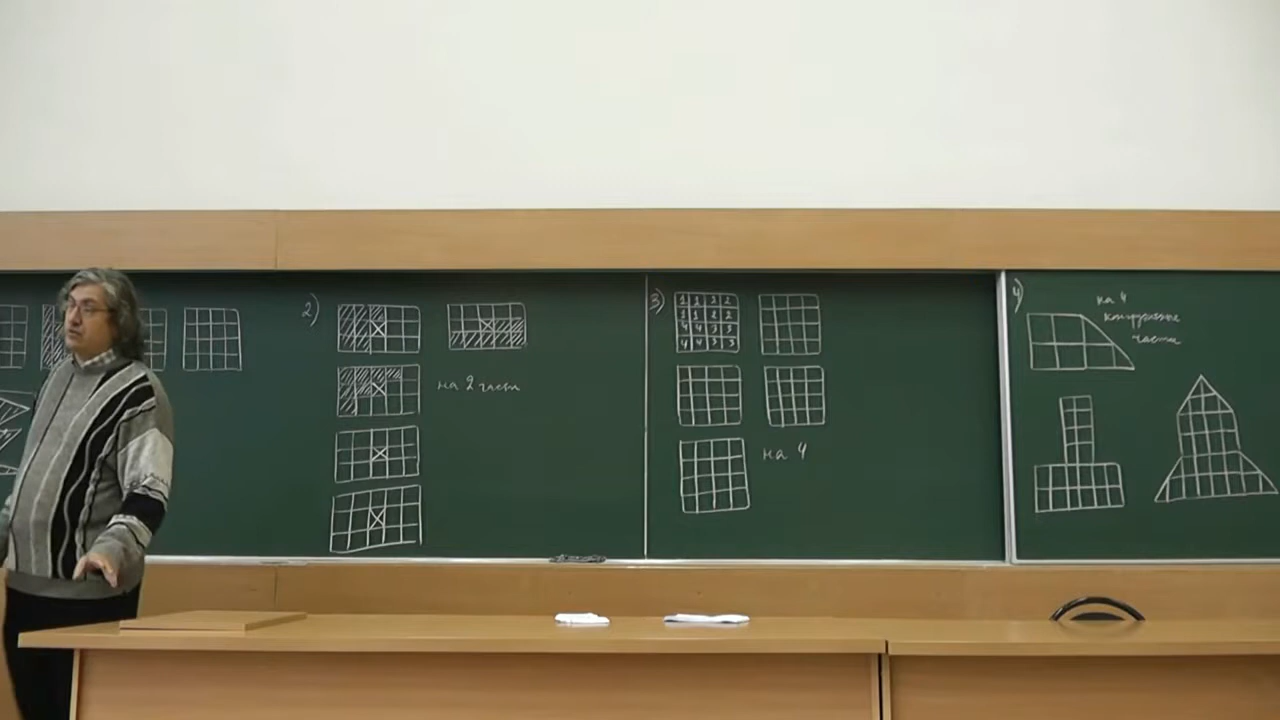 2)
на 2 части
3)
1 1 2 2
1 1 2 2
4 4 3 3
4 4 3 3
на 4
4)
на 4
конгруэнтные
части